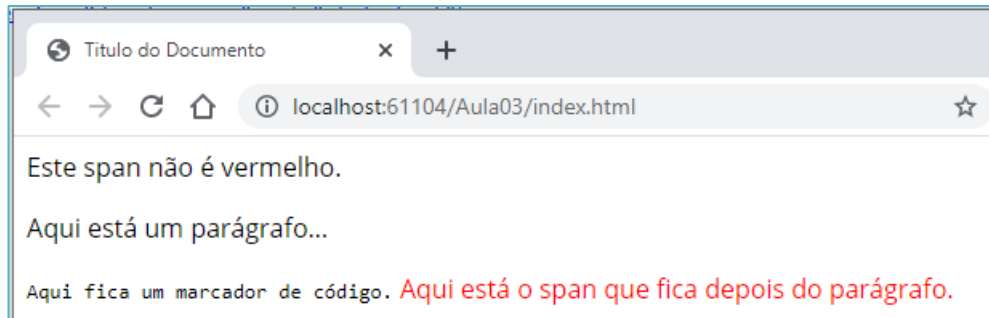 Titulo do Documento
localhost:61104/Aula03/index.html
Este span não é vermelho.
Aqui está um parágrafo...
Aqui fica um marcador de código. Aqui está o span que fica depois do parágrafo.